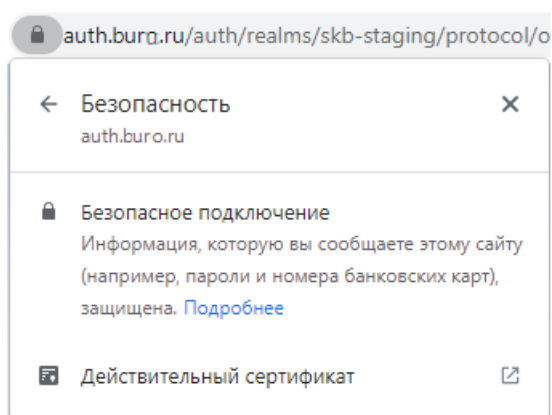 auth.buro.ru/auth/realms/skb-staging/protocol/o
Безопасность
auth.buro.ru
Безопасное подключение
Информация, которую вы сообщаете этому сайту
(например, пароли и номера банковских карт),
защищена. Подробнее
Действительный сертификат